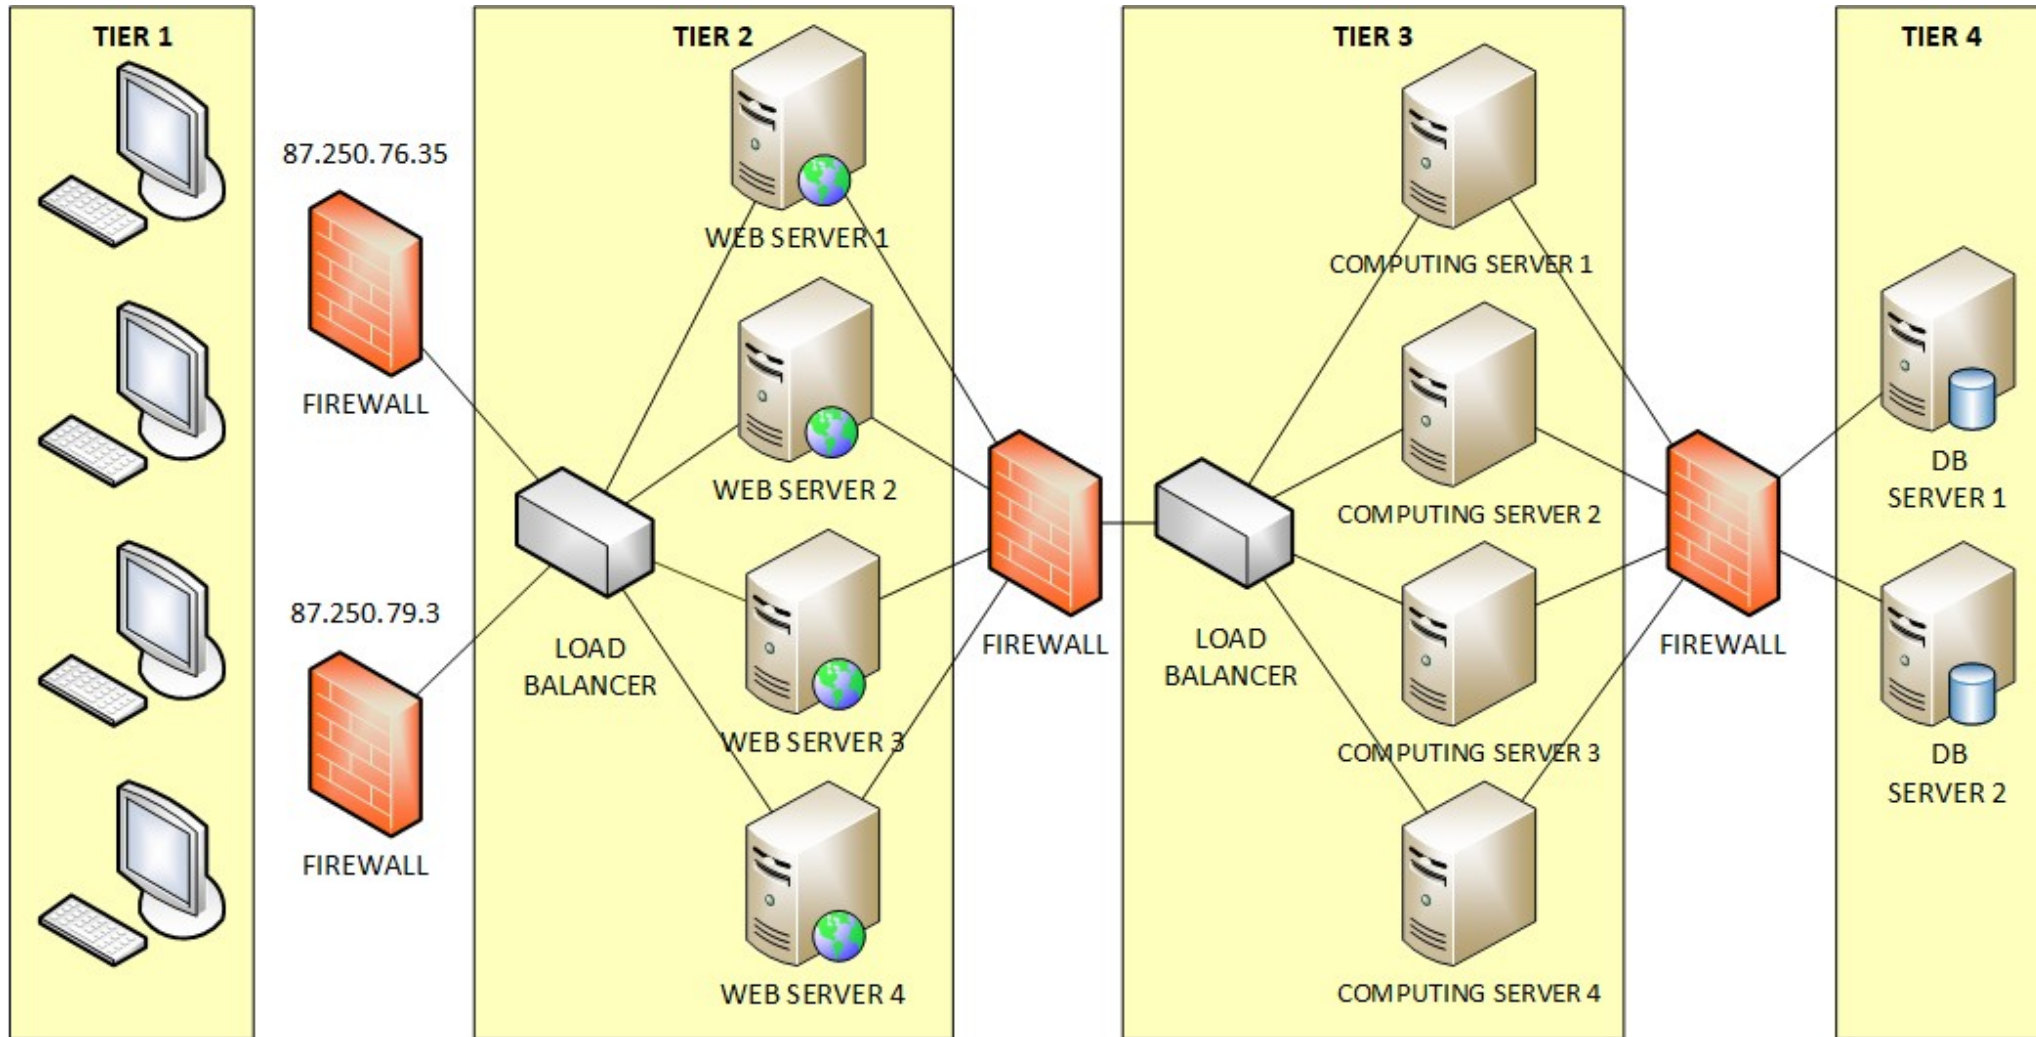 TIER 1
87.250.76.35
FIREWALL
87.250.79.3
FIREWALL
TIER 2
WEB SERVER 1
WEB SERVER 2
LOAD
BALANCER
WEB SERVER 3
WEB SERVER 4
FIREWALL
TIER 3
COMPUTING SERVER 1
COMPUTING SERVER 2
LOAD
BALANCER
COMPUTING SERVER 3
COMPUTING SERVER 4
FIREWALL
TIER 4
DB
SERVER 1
DB
SERVER 2